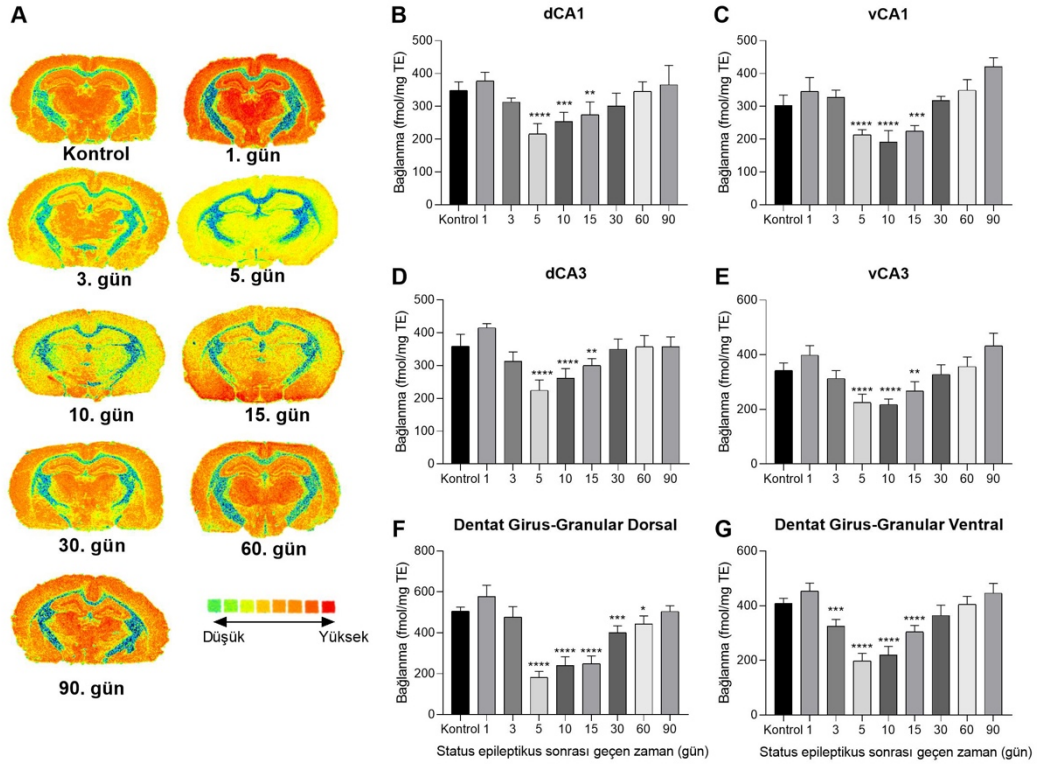 A
Kontrol
1. gün
3. gün
5. gün
10. gün
15. gün
30. gün
60. gün
90. gün
Düşük
Yüksek
B
dCA1
Bağlanma (fmol/mg TE)
500
400
300
200
100
0
****
***
**
Kontrol 1 3 5 10 15 30 60 90
C
vCA1
Bağlanma (fmol/mg TE)
500
400
300
200
100
0
****
****
***
Kontrol 1 3 5 10 15 30 60 90
D
dCA3
Bağlanma (fmol/mg TE)
500
400
300
200
100
0
****
****
**
Kontrol 1 3 5 10 15 30 60 90
E
vCA3
Bağlanma (fmol/mg TE)
600
400
200
0
****
****
**
Kontrol 1 3 5 10 15 30 60 90
F
Dentat Girus-Granular Dorsal
Bağlanma (fmol/mg TE)
800
600
400
200
0
****
****
****
***
*
Kontrol 1 3 5 10 15 30 60 90
Status epileptikus sonrası geçen zaman (gün)
G
Dentat Girus-Granular Ventral
Bağlanma (fmol/mg TE)
600
400
200
0
***
****
****
****
Kontrol 1 3 5 10 15 30 60 90
Status epileptikus sonrası geçen zaman (gün)